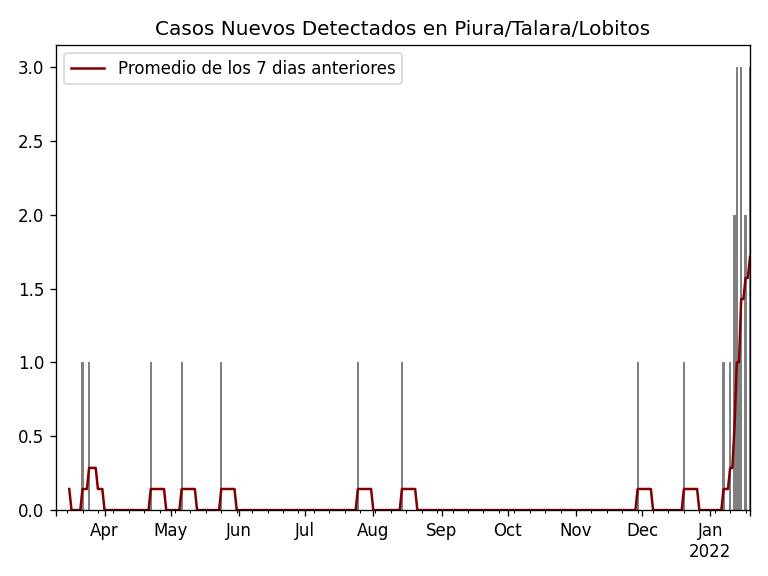 Casos Nuevos Detectados en Piura/Talara/Lobitos
Promedio de los 7 dias anteriores
3.0
2.5
2.0
1.5
1.0
0.5
0.0
Apr May Jun Jul Aug Sep Oct Nov Dec Jan
2022